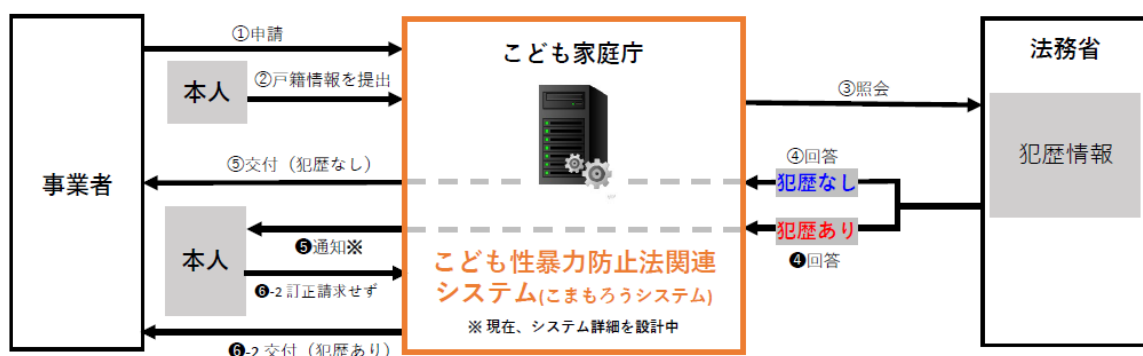 ①申請
本人
②戸籍情報を提出
事業者
⑤交付（犯歴なし）
本人
❺通知※
❻-2 訂正請求せず
❻-2 交付（犯歴あり）
こども家庭庁
こども性暴力防止法関連
システム(こまもろうシステム)
※ 現在、システム詳細を設計中
③照会
④回答
犯歴なし
犯歴あり
❹回答
法務省
犯歴情報